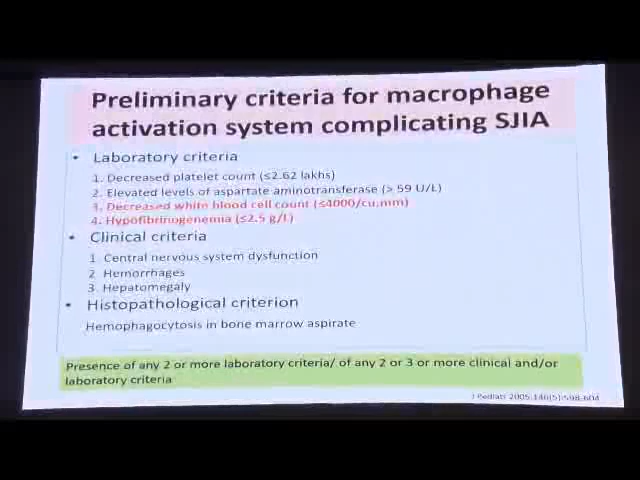 Preliminary criteria for macrophage
activation system complicating SJIA
• Laboratory criteria
1. Decreased platelet count (≤2.62 lakhs)
2. Elevated levels of aspartate aminotransferase (> 59 U/L)
3. Decreased white blood cell count (≤4000/cu.mm)
4. Hypofibrinogenemia (≤2.5 g/L)
• Clinical criteria
1 Central nervous system dysfunction
2 Hemorrhages
3. Hepatomegaly
• Histopathological criterion
Hemophagocytosis in bone marrow aspirate
Presence of any 2 or more laboratory criteria/ of any 2 or 3 or more clinical and/or
laboratory criteria
J Pediatr 2005;146(5):598-604